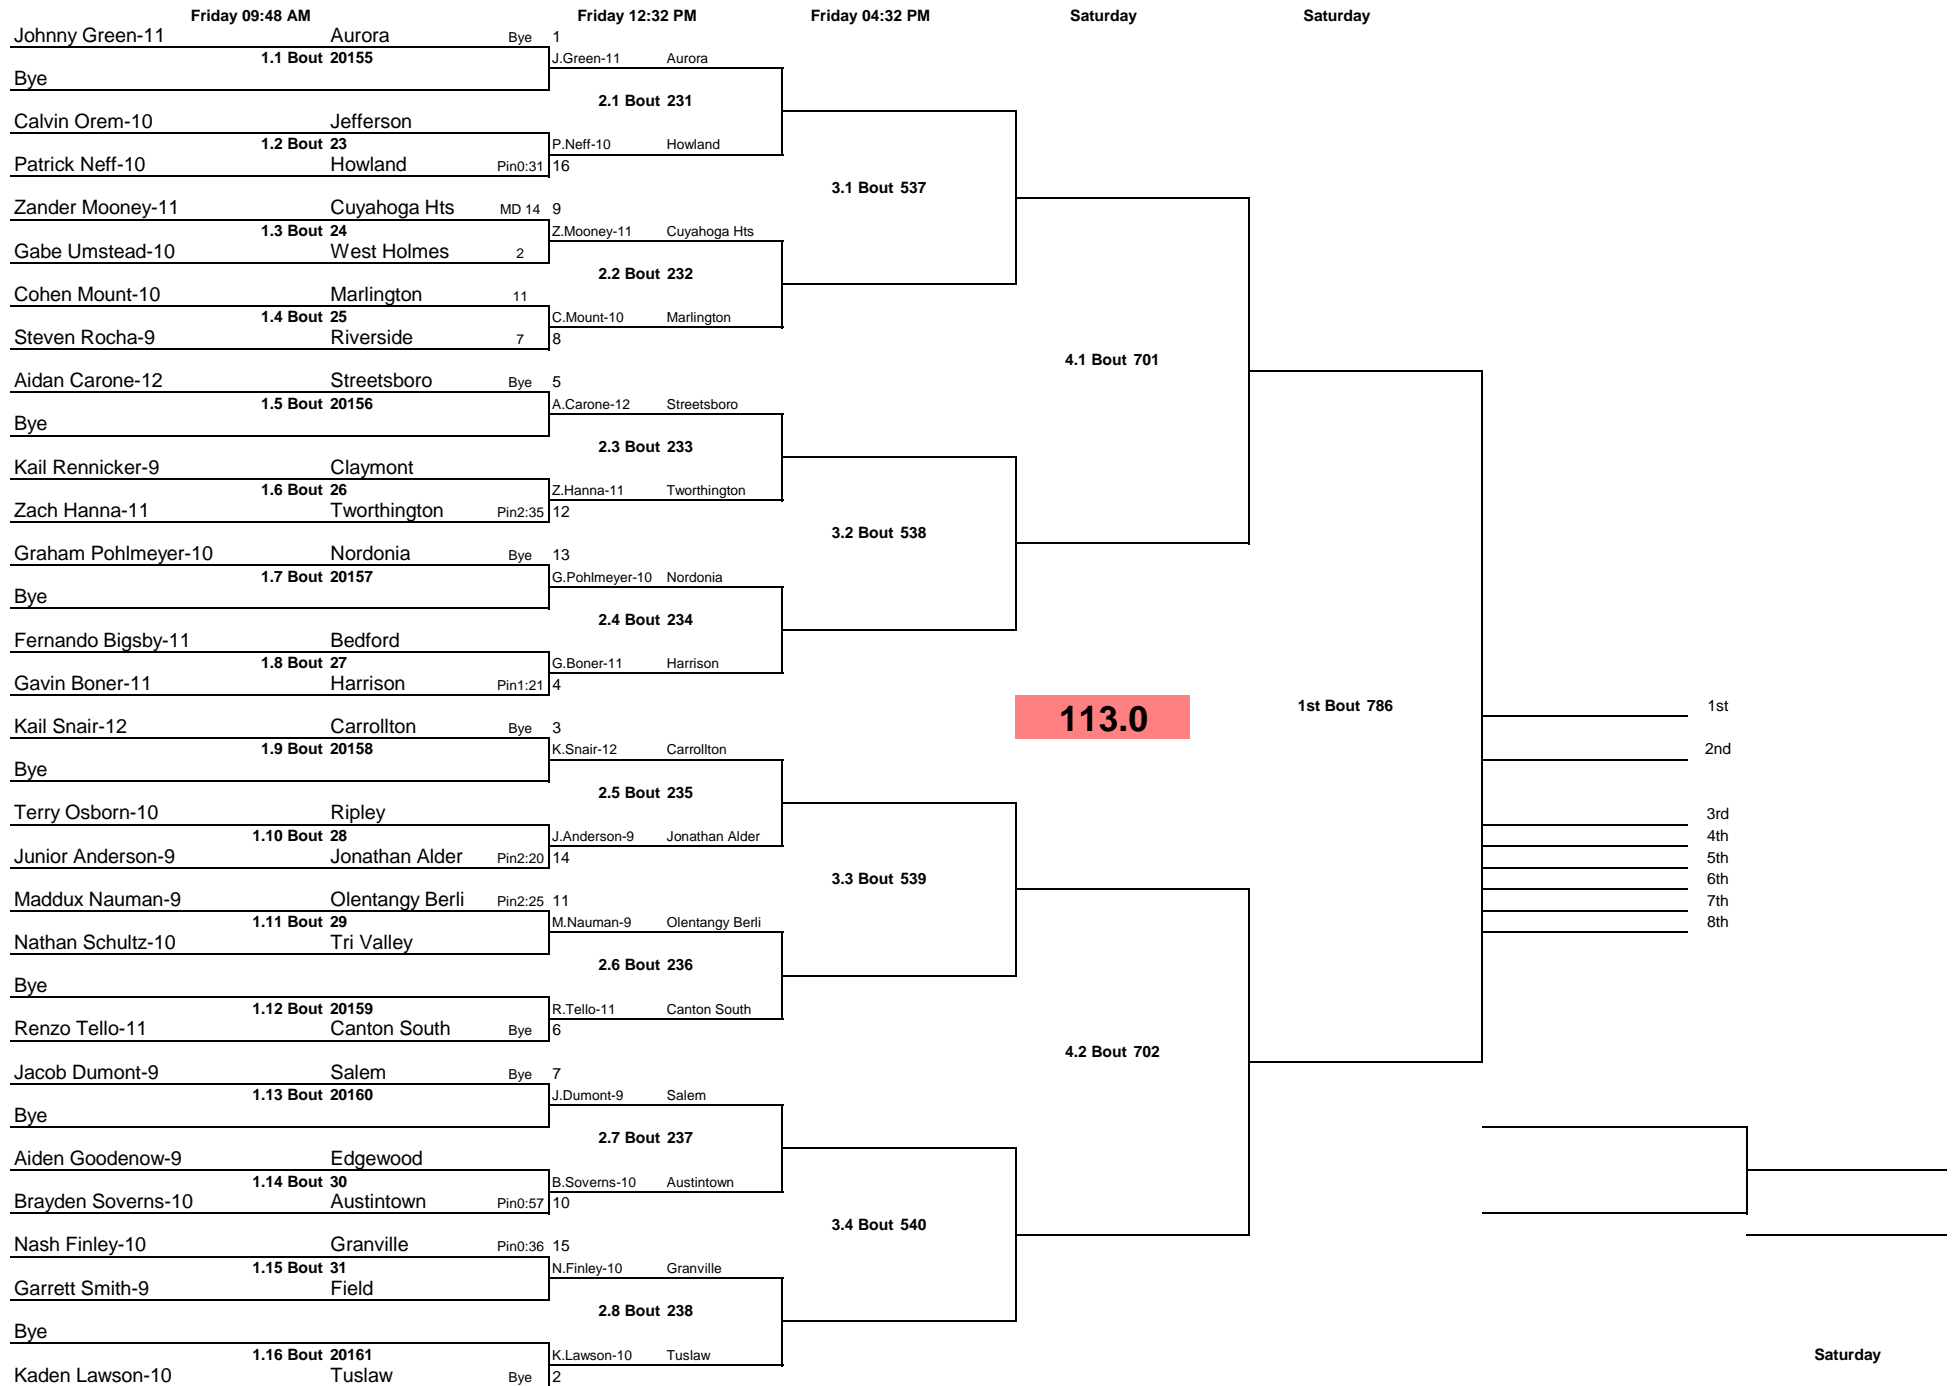 Friday 09:48 AM Friday 12:32 PM Friday 04:32 PM Saturday Saturday
Johnny Green-11 Aurora Bye 1
1.1 Bout 20155 J.Green-11 Aurora
Bye
2.1 Bout 231
Calvin Orem-10 Jefferson
1.2 Bout 23 P.Neff-10 Howland
Patrick Neff-10 Howland Pin0:31 16
3.1 Bout 537
Zander Mooney-11 Cuyahoga Hts MD 14 9
1.3 Bout 24 Z.Mooney-11 Cuyahoga Hts
Gabe Umstead-10 West Holmes 2
2.2 Bout 232
Cohen Mount-10 Marlington 11
1.4 Bout 25 C.Mount-10 Marlington
Steven Rocha-9 Riverside 7 8
4.1 Bout 701
Aidan Carone-12 Streetsboro Bye 5
1.5 Bout 20156 A.Carone-12 Streetsboro
Bye
2.3 Bout 233
Kail Rennicker-9 Claymont
1.6 Bout 26 Z.Hanna-11 Tworthington
Zach Hanna-11 Tworthington Pin2:35 12
3.2 Bout 538
Graham Pohlmeyer-10 Nordonia Bye 13
1.7 Bout 20157 G.Pohlmeyer-10 Nordonia
Bye
2.4 Bout 234
Fernando Bigsby-11 Bedford
1.8 Bout 27 G.Boner-11 Harrison
Gavin Boner-11 Harrison Pin1:21 4
113.0 1st Bout 786 1st
Kail Snair-12 Carrollton Bye 3
1.9 Bout 20158 K.Snair-12 Carrollton 2nd
Bye
2.5 Bout 235
Terry Osborn-10 Ripley 3rd
1.10 Bout 28 J.Anderson-9 Jonathan Alder 4th
Junior Anderson-9 Jonathan Alder Pin2:20 14 5th
3.3 Bout 539 6th
Maddux Nauman-9 Olentangy Berli Pin2:25 11 7th
1.11 Bout 29 M.Nauman-9 Olentangy Berli 8th
Nathan Schultz-10 Tri Valley
2.6 Bout 236
Bye
1.12 Bout 20159 R.Tello-11 Canton South
Renzo Tello-11 Canton South Bye 6
4.2 Bout 702
Jacob Dumont-9 Salem Bye 7
1.13 Bout 20160 J.Dumont-9 Salem
Bye
2.7 Bout 237
Aiden Goodenow-9 Edgewood
1.14 Bout 30 B.Soverns-10 Austintown
Brayden Soverns-10 Austintown Pin0:57 10
3.4 Bout 540
Nash Finley-10 Granville Pin0:36 15
1.15 Bout 31 N.Finley-10 Granville
Garrett Smith-9 Field
2.8 Bout 238
Bye
1.16 Bout 20161 K.Lawson-10 Tuslaw Saturday
Kaden Lawson-10 Tuslaw Bye 2